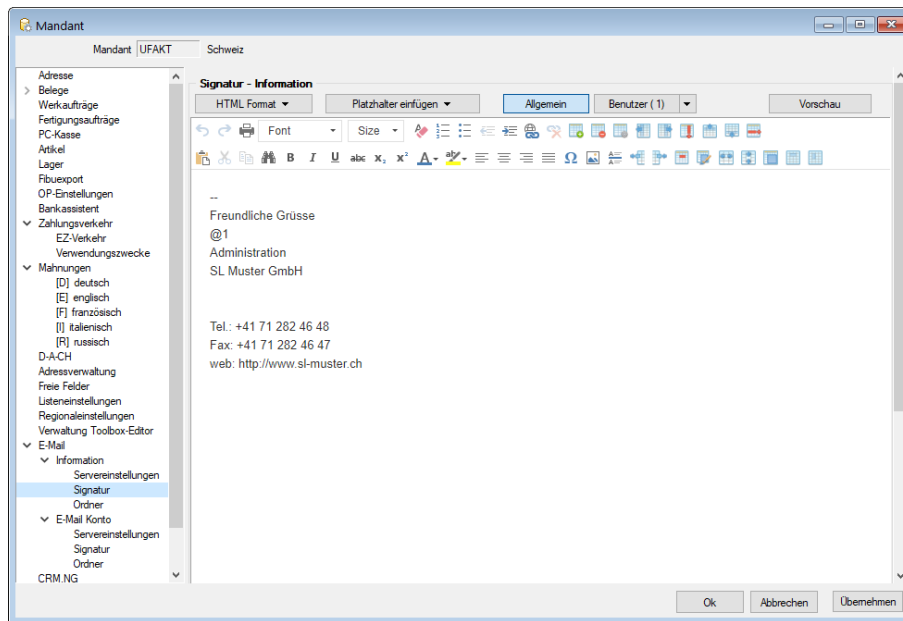 Mandant
Mandant UFAKT Schweiz
Adresse
Belege
Werkaufträge
Fertigungsaufträge
PC-Kasse
Artikel
Lager
Fibuexport
OP-Einstellungen
Bankassistent
Zahlungsverkehr
EZ-Verkehr
Verwendungszwecke
Mahnungen
[D] deutsch
[E] englisch
[F] französisch
[I] italienisch
[R] russisch
D-A-CH
Adressverwaltung
Freie Felder
Listeneinstellungen
Regionaleinstellungen
Verwaltung Toolbox-Editor
E-Mail
Information
Servereinstellungen
Signatur
Ordner
E-Mail Konto
Servereinstellungen
Signatur
Ordner
CRM.NG
Signatur - Information
HTML Format Platzhalter einfügen Allgemein Benutzer ( 1) Vorschau
Font Size
B I U abc x₂ x² A ab Ω
--
Freundliche Grüsse
@1
Administration
SL Muster GmbH
Tel.: +41 71 282 46 48
Fax: +41 71 282 46 47
web: http://www.sl-muster.ch
Ok Abbrechen Übernehmen